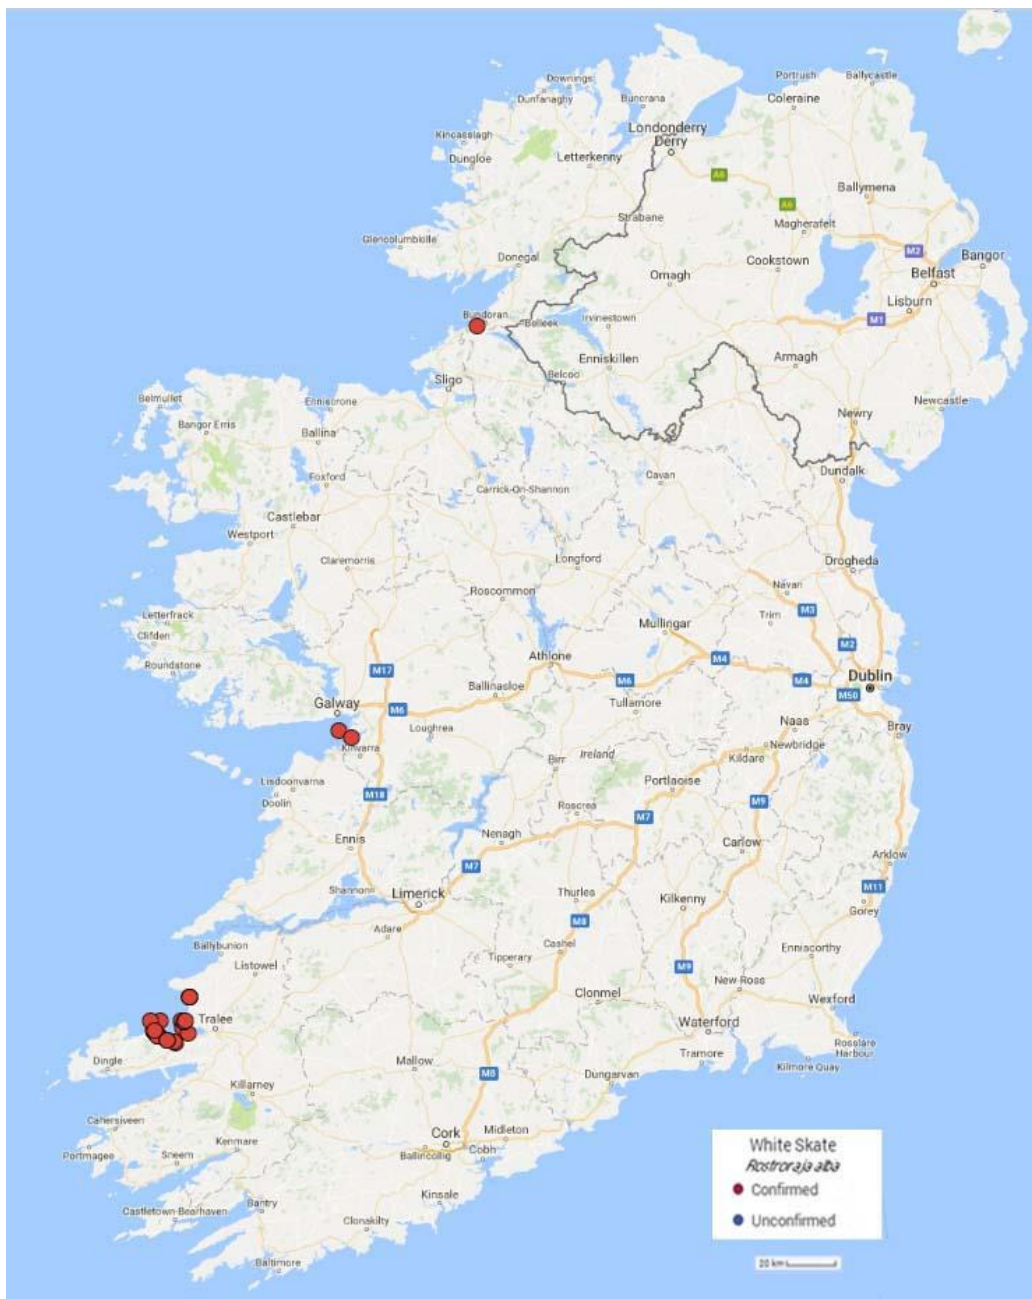 Downings
Portrush
Ballycastle
Dunfanaghy
Buncrana
Coleraine
Kincasslagh
Londonderry
Derry
Dungloe
Letterkenny
A6
Ballymena
A6
Strabane
Magherafelt
Glencolumbkille
Donegal
M2
Bangor
Cookstown
Omagh
Belfast
Lisburn
Bundoran
Belleek
Irvinestown
M1
Enniskillen
Armagh
Sligo
Belcoo
Belmullet
Enniscrone
Newcastle
Bangor Erris
Ballina
Newry
Dundalk
Foxford
Cavan
Carrick-On-Shannon
Castlebar
Westport
Claremorris
Longford
Drogheda
Navan
Roscommon
Letterfrack
M3
Trim
Clifden
Mullingar
M2
Roundstone
Athlone
M4
M17
Dublin
M6
M4
Ballinasloe
M50
Galway
M6
Tullamore
Loughrea
Naas
Bray
Kinvarra
Newbridge
Ireland
Birr
Kildare
Lisdoonvarna
Portlaoise
Doolin
M18
M9
Roscrea
M7
Ennis
Nenagh
Carlow
Arklow
M7
Shannon
Limerick
Thurles
Kilkenny
M11
Gorey
M8
Adare
Ballybunion
Cashel
Enniscorthy
Listowel
Tipperary
M9
New Ross
Clonmel
Wexford
Tralee
Waterford
Rosslare
Harbour
Tramore
Dingle
Mallow
Kilmore Quay
M8
Dungarvan
Killarney
Cahersiveen
Cork
Midleton
Kenmare
Portmagee
Sneem
Ballincollig
Cobh
White Skate
Rostroraja alba
Kinsale
Confirmed
Bantry
Castletown-Bearhaven
Clonakilty
Unconfirmed
Baltimore
20 km